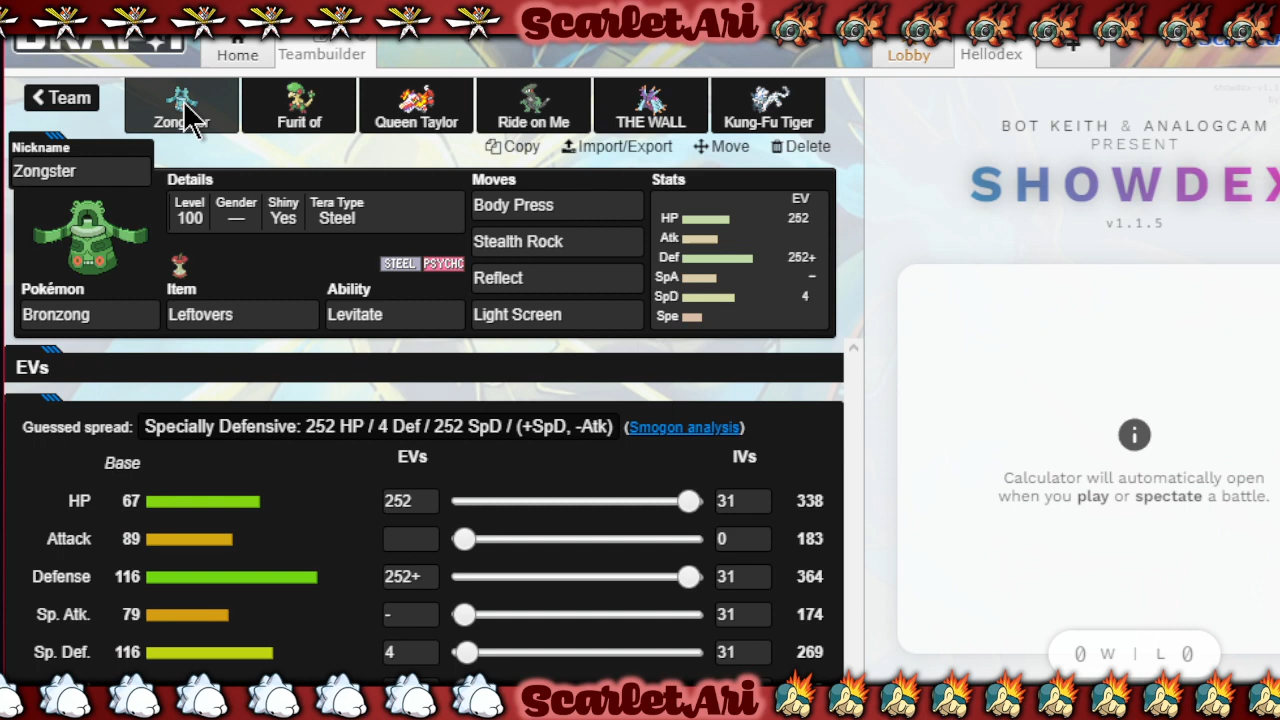 ScarletAri
Home
Teambuilder
Lobby
Hellodex
Team
Zongster
Furit of
Queen Taylor
Ride on Me
THE WALL
Kung-Fu Tiger
Copy Import/Export Move Delete
Nickname
Zongster
Details
Level Gender Shiny Tera Type
100 — Yes Steel
STEEL PSYCHC
Pokémon Item Ability
Bronzong Leftovers Levitate
Moves
Body Press
Stealth Rock
Reflect
Light Screen
Stats
EV
HP 252
Atk
Def 252+
SpA –
SpD 4
Spe
EVs
Guessed spread: Specially Defensive: 252 HP / 4 Def / 252 SpD / (+SpD, -Atk) (Smogon analysis)
Base EVs IVs
HP 67 252 31 338
Attack 89 0 183
Defense 116 252+ 31 364
Sp. Atk. 79 - 31 174
Sp. Def. 116 4 31 269
BOT KEITH & ANALOGCAM
PRESENT
SHOWDEX
v1.1.5
Calculator will automatically open
when you play or spectate a battle.
0 W | L 0
ScarletAri